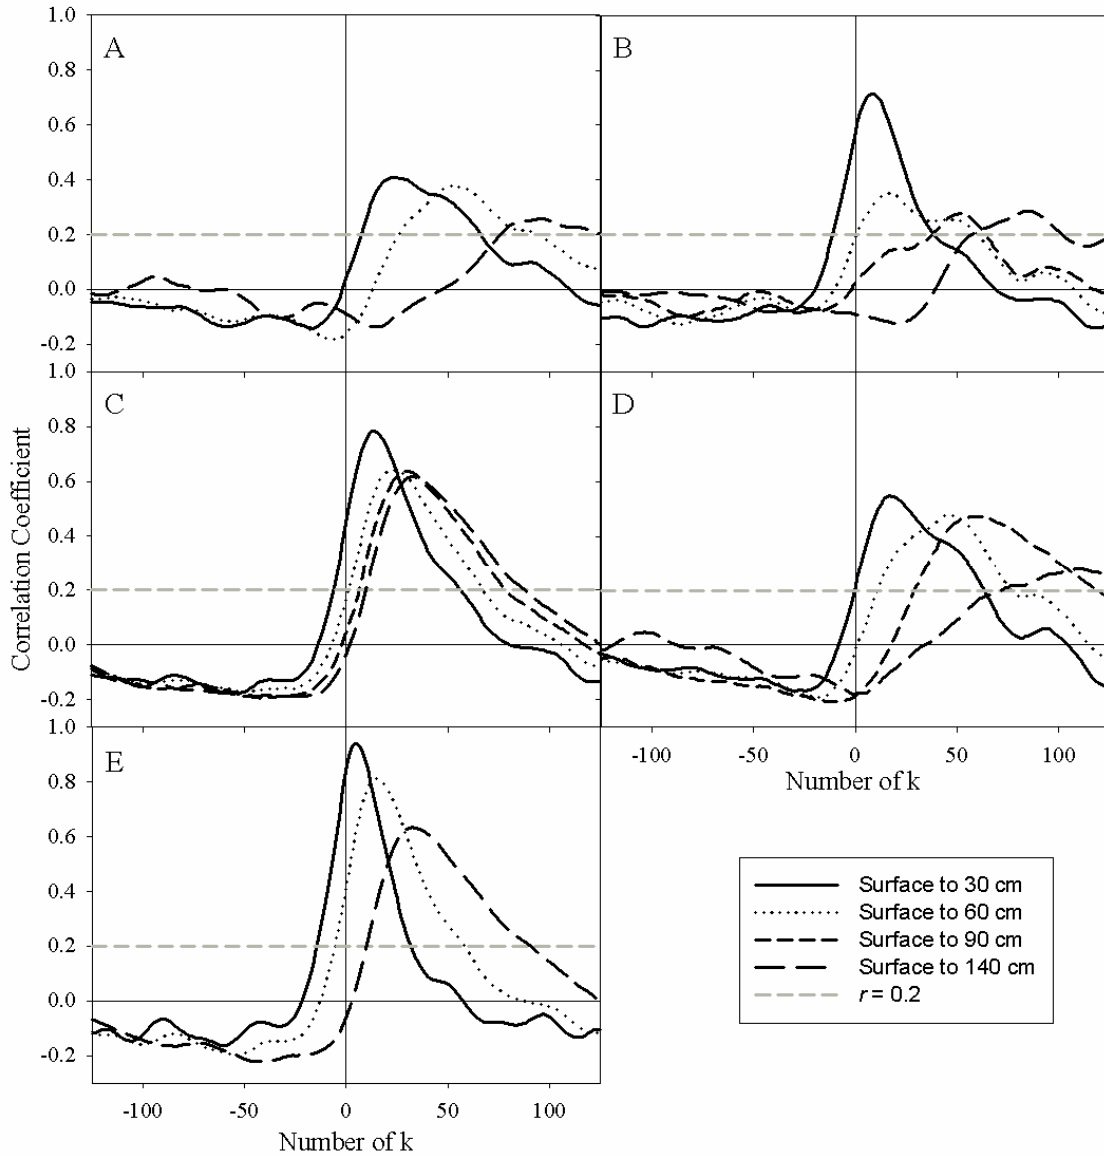 A
B
1.0
0.8
0.6
0.4
0.2
0.0
-0.2
C
D
1.0
0.8
0.6
0.4
0.2
0.0
-0.2
Correlation Coefficient
-100 -50 0 50 100
Number of k
E
1.0
0.8
0.6
0.4
0.2
0.0
-0.2
-100 -50 0 50 100
Number of k
Surface to 30 cm
Surface to 60 cm
Surface to 90 cm
Surface to 140 cm
r = 0.2